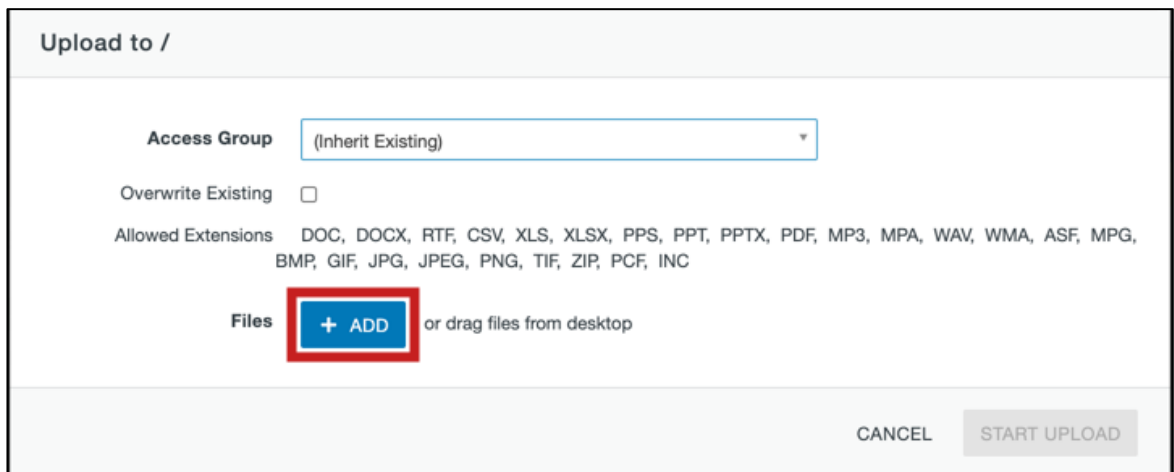 Upload to /
Access Group (Inherit Existing)
Overwrite Existing
Allowed Extensions DOC, DOCX, RTF, CSV, XLS, XLSX, PPS, PPT, PPTX, PDF, MP3, MPA, WAV, WMA, ASF, MPG,
BMP, GIF, JPG, JPEG, PNG, TIF, ZIP, PCF, INC
Files + ADD or drag files from desktop
CANCEL START UPLOAD